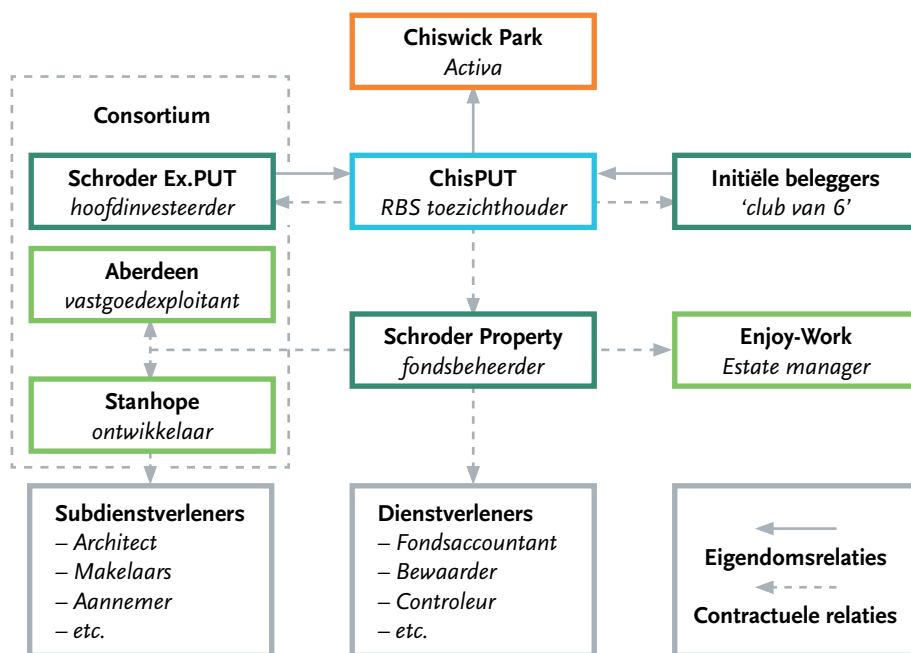 Chiswick Park
Activa
Consortium
Schroder Ex.PUT
hoofdinvesteerder
ChisPUT
RBS toezichthouder
Initiële beleggers
‘club van 6’
Aberdeen
vastgoedexploitant
Schroder Property
fondsbeheerder
Enjoy-Work
Estate manager
Stanhope
ontwikkelaar
Subdienstverleners
– Architect
– Makelaars
– Aannemer
– etc.
Dienstverleners
– Fondsaccountant
– Bewaarder
– Controleur
– etc.
Eigendomsrelaties
Contractuele relaties